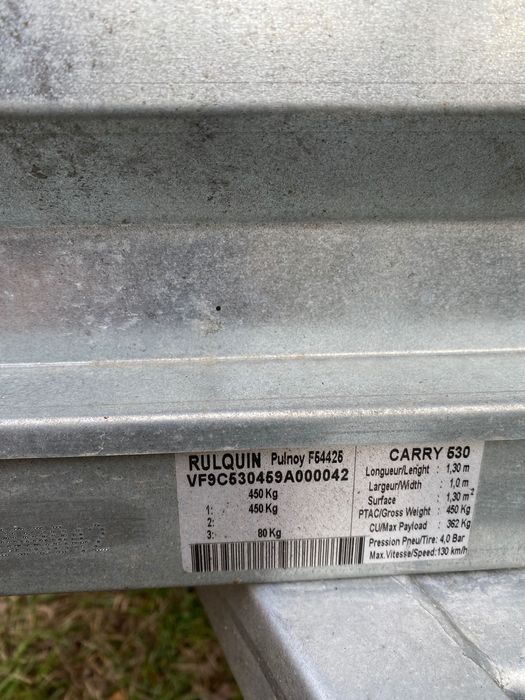 RULQUIN Pulnoy F54425
VF9C530459A000042
450 Kg
1: 450 Kg
2:
3: 80 Kg
CARRY 530
Longueur/Lenght : 1,30 m
Largeur/Width : 1,0 m
Surface : 1,30 m²
PTAC/Gross Weight : 450 Kg
CU/Max Payload : 362 Kg
Pression Pneu/Tire: 4,0 Bar
Max.Vitesse/Speed:130 km/h